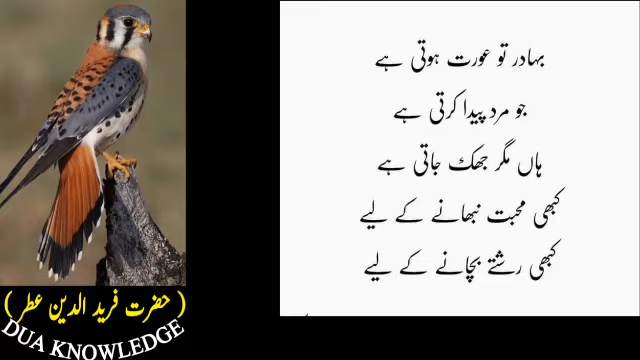 بہادر تو عورت ہوتی ہے
جو مرد پیدا کرتی ہے
ہاں مگر جھک جاتی ہے
کبھی محبت نبھانے کے لیے
کبھی رشتے بچانے کے لیے
( حضرت فرید الدین عطر )
DUA KNOWLEDGE